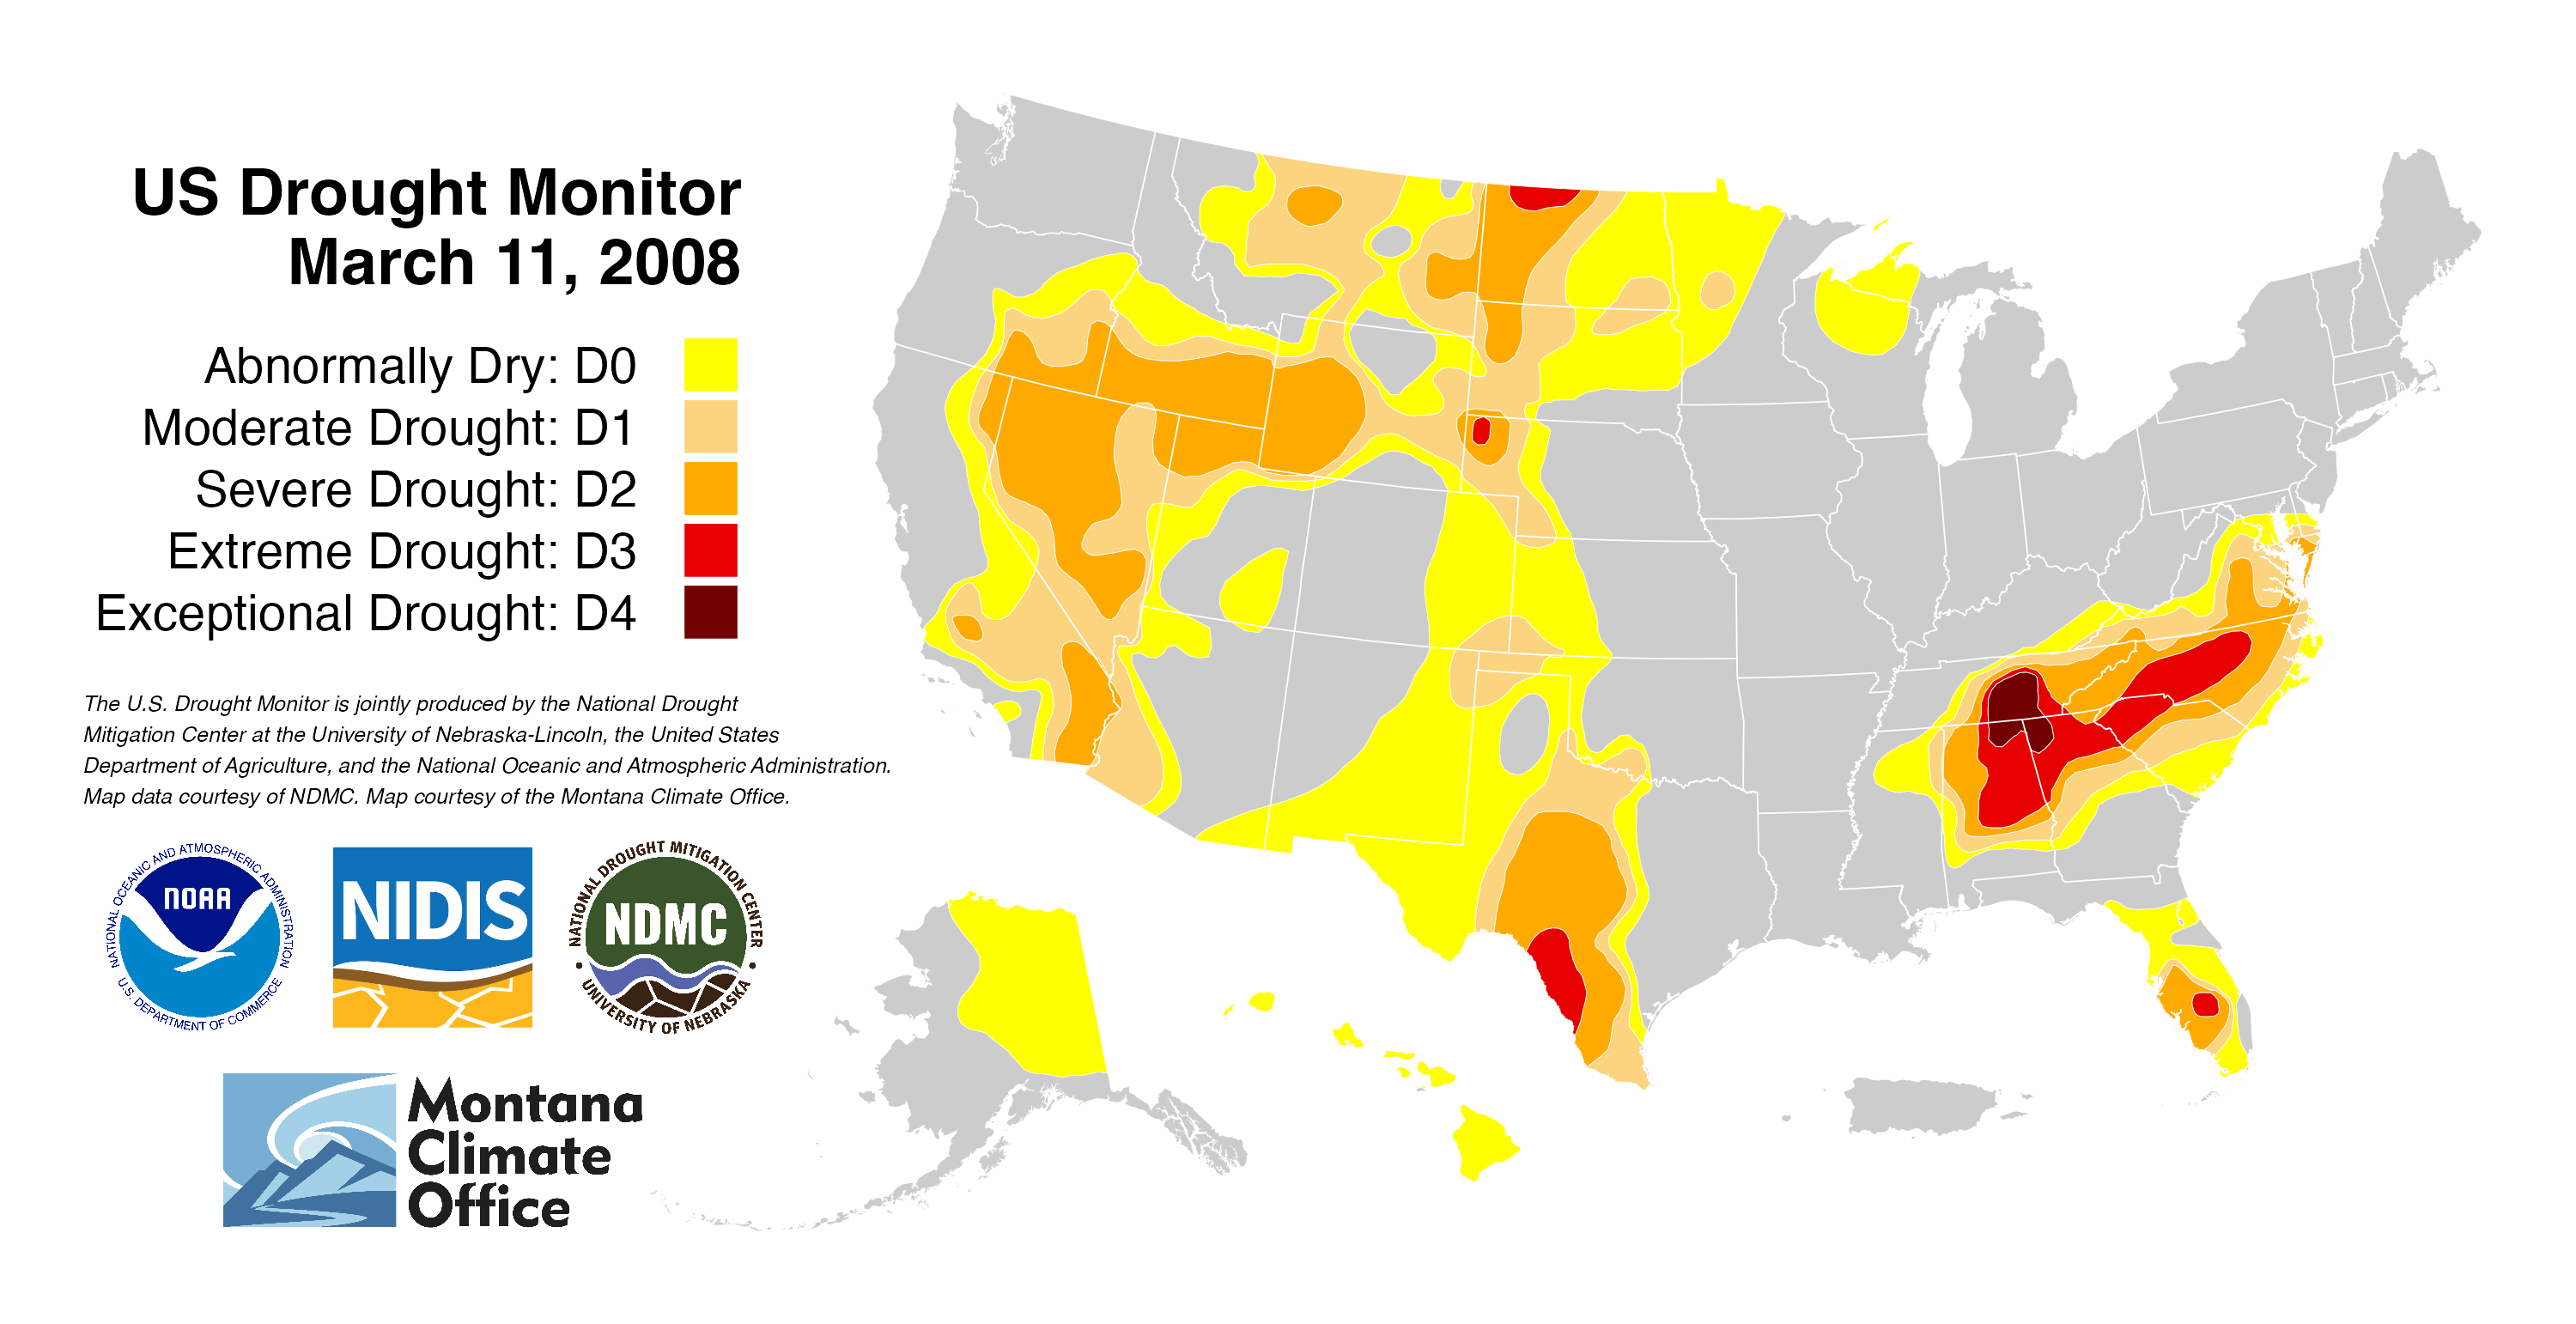 US Drought Monitor
March 11, 2008
Abnormally Dry: D0
Moderate Drought: D1
Severe Drought: D2
Extreme Drought: D3
Exceptional Drought: D4
The U.S. Drought Monitor is jointly produced by the National Drought
Mitigation Center at the University of Nebraska-Lincoln, the United States
Department of Agriculture, and the National Oceanic and Atmospheric Administration.
Map data courtesy of NDMC. Map courtesy of the Montana Climate Office.
NATIONAL OCEANIC AND ATMOSPHERIC ADMINISTRATION
NOAA
U.S. DEPARTMENT OF COMMERCE
NIDIS
NATIONAL DROUGHT MITIGATION CENTER
NDMC
UNIVERSITY OF NEBRASKA
Montana
Climate
Office